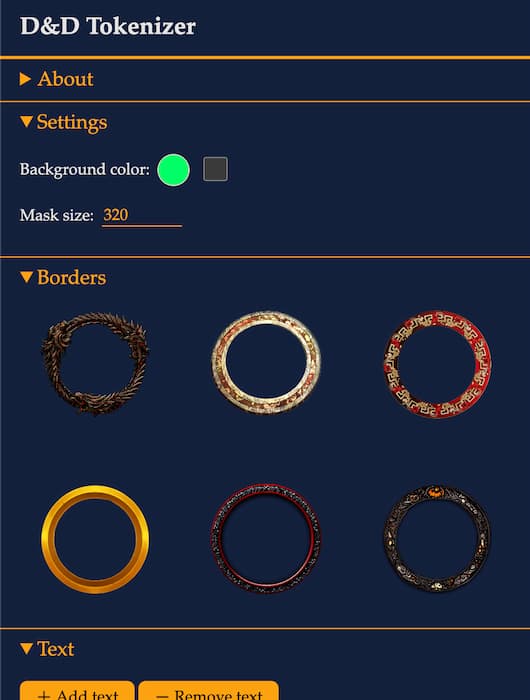 D&D Tokenizer
About
Settings
Background color:
Mask size: 320
Borders
Text
+ Add text − Remove text